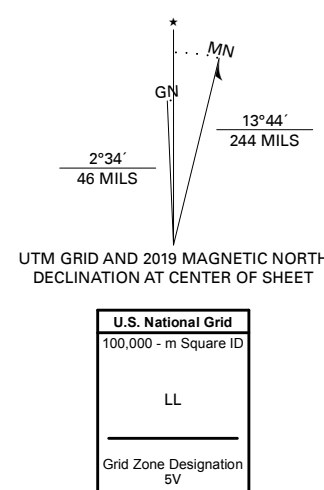 ★
MN
GN
13°44´
244 MILS
2°34´
46 MILS
UTM GRID AND 2019 MAGNETIC NORTH
DECLINATION AT CENTER OF SHEET
U.S. National Grid
100,000 - m Square ID
LL
Grid Zone Designation
5V